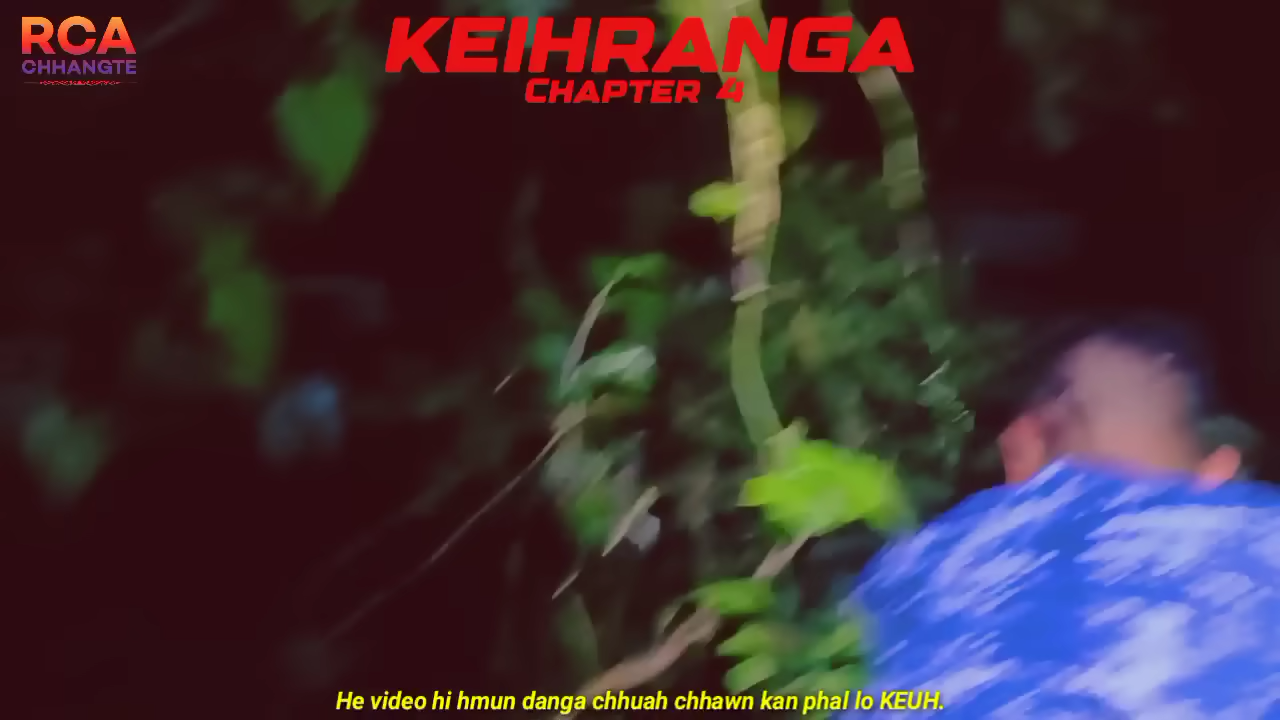 RCA
CHHANGTE
KEIHRANGA
CHAPTER 4
He video hi hmun danga chhuah chhawn kan phal lo KEUH.